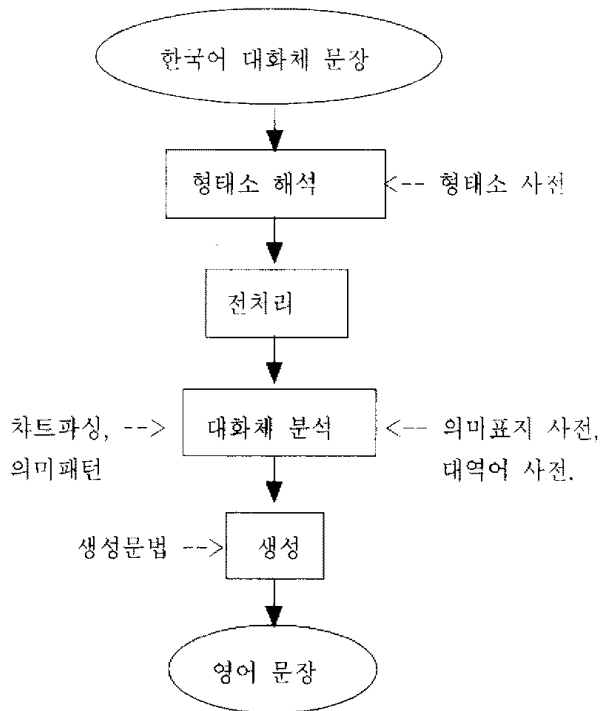 한국어 대화체 문장
형태소 해석 <-- 형태소 사전
전처리
챠트파싱, --> 대화체 분석 <-- 의미표지 사전,
의미패턴 대역어 사전.
생성문법 --> 생성
영어 문장